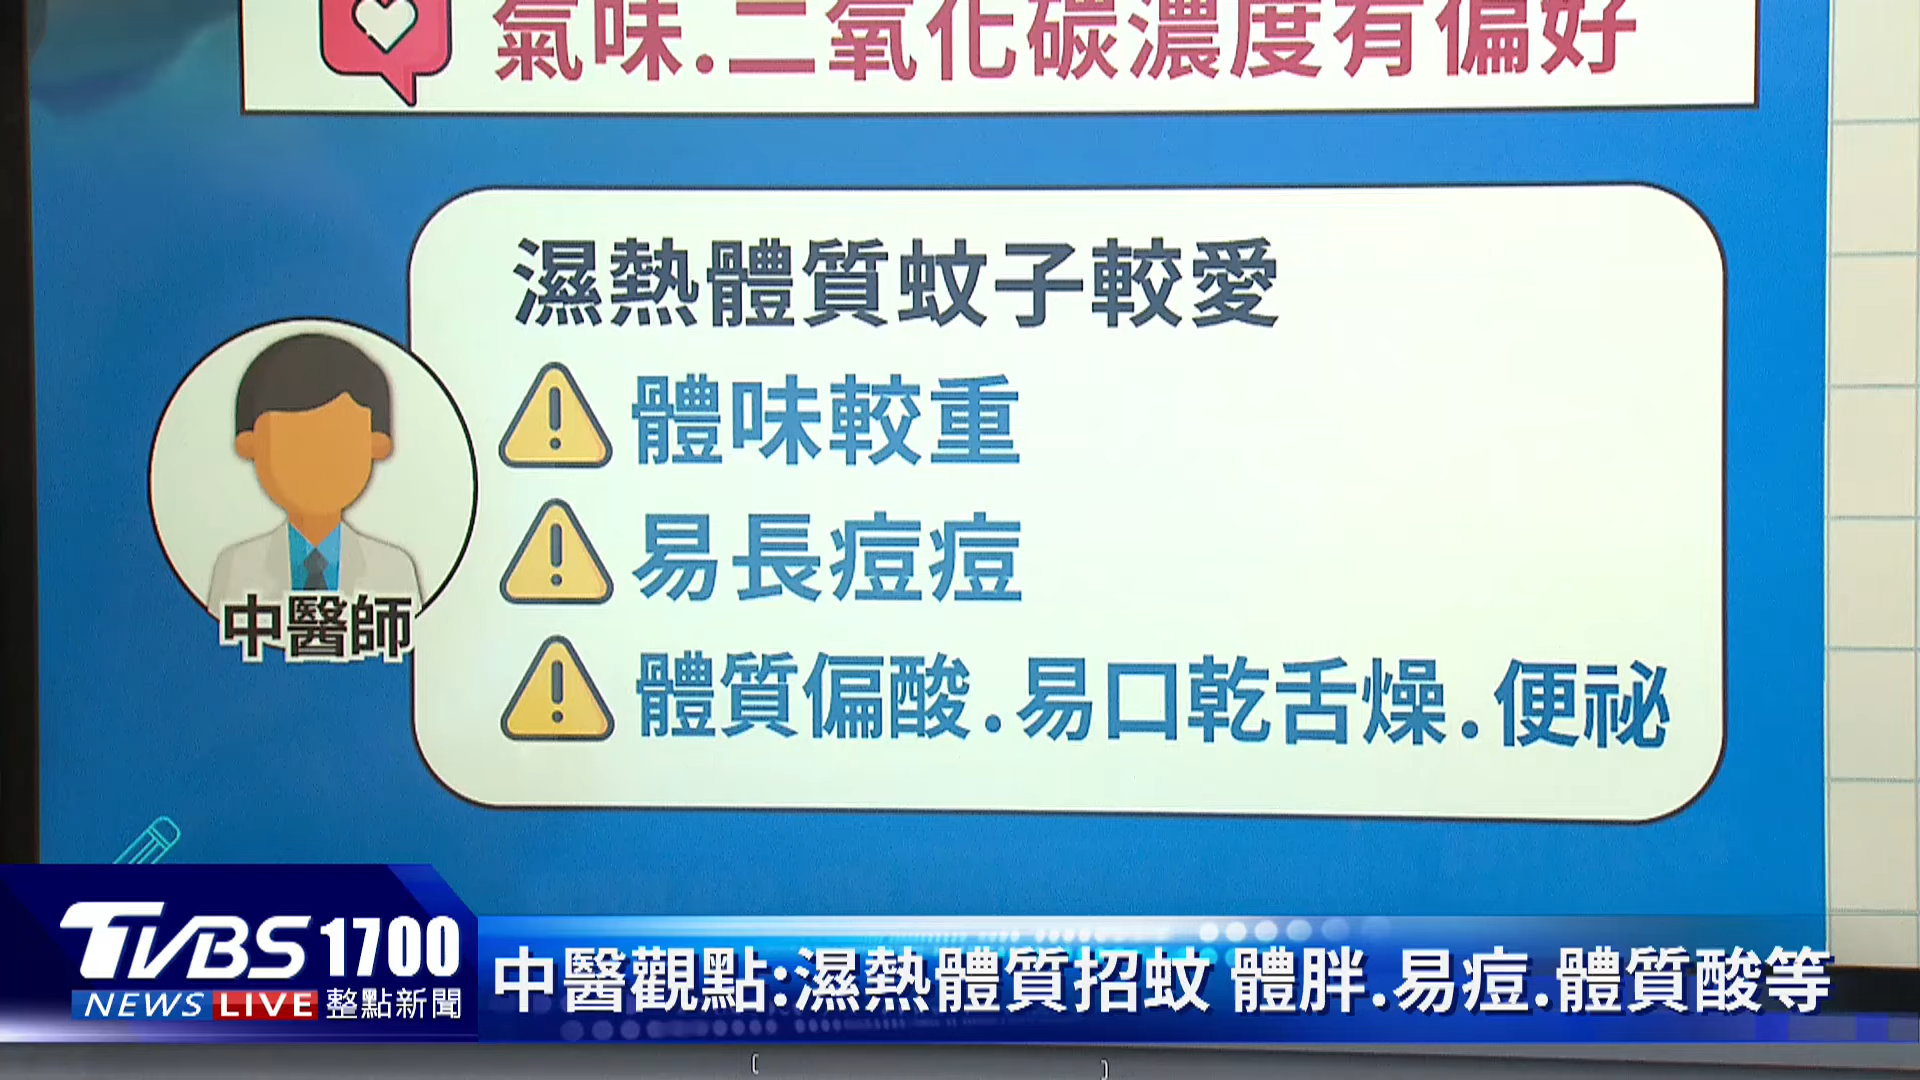 氣味.二氧化碳濃度有偏好
濕熱體質蚊子較愛
體味較重
易長痘痘
體質偏酸.易口乾舌燥.便祕
中醫師
TVBS 1700
NEWS LIVE 整點新聞
中醫觀點:濕熱體質招蚊 體胖.易痘.體質酸等